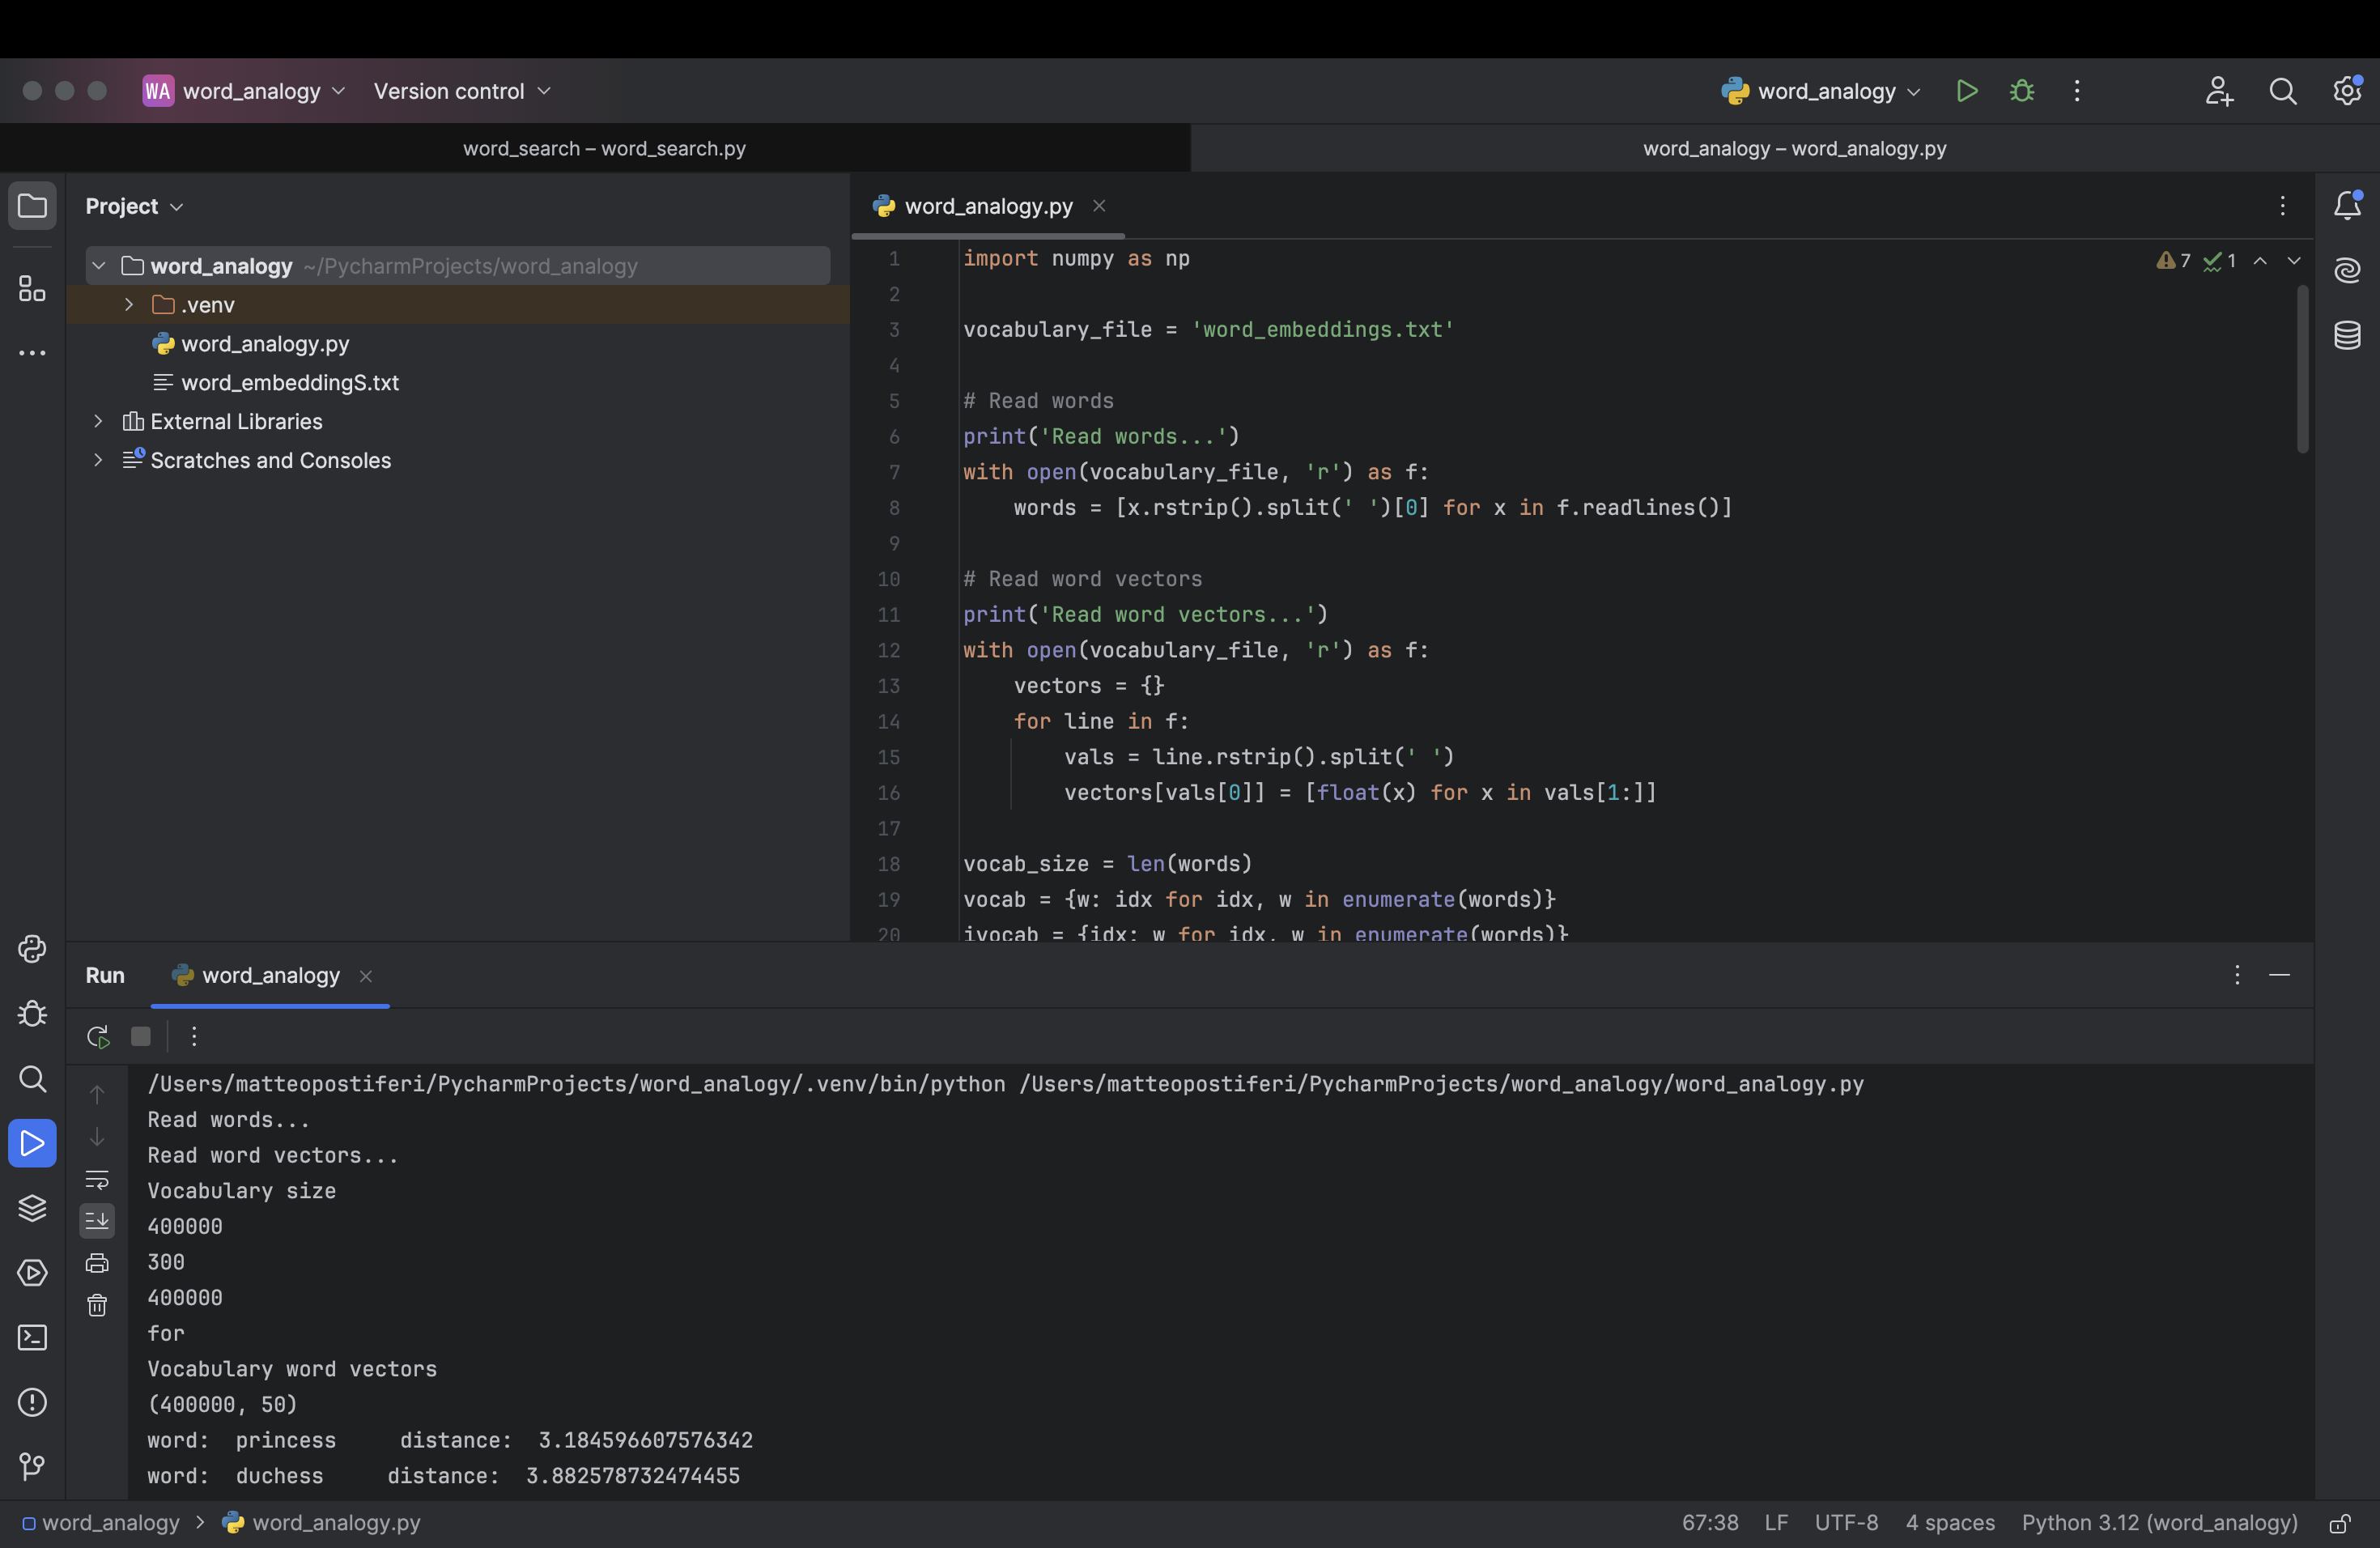 WA word_analogy Version control word_analogy
word_search – word_search.py word_analogy – word_analogy.py
Project
word_analogy ~/PycharmProjects/word_analogy
.venv
word_analogy.py
word_embeddingS.txt
External Libraries
Scratches and Consoles
word_analogy.py
7 1
1 import numpy as np
2
3 vocabulary_file = 'word_embeddings.txt'
4
5 # Read words
6 print('Read words...')
7 with open(vocabulary_file, 'r') as f:
8     words = [x.rstrip().split(' ')[0] for x in f.readlines()]
9
10 # Read word vectors
11 print('Read word vectors...')
12 with open(vocabulary_file, 'r') as f:
13     vectors = {}
14     for line in f:
15         vals = line.rstrip().split(' ')
16         vectors[vals[0]] = [float(x) for x in vals[1:]]
17
18 vocab_size = len(words)
19 vocab = {w: idx for idx, w in enumerate(words)}
20 ivocab = {idx: w for idx, w in enumerate(words)}
Run word_analogy
/Users/matteopostiferi/PycharmProjects/word_analogy/.venv/bin/python /Users/matteopostiferi/PycharmProjects/word_analogy/word_analogy.py
Read words...
Read word vectors...
Vocabulary size
400000
300
400000
for
Vocabulary word vectors
(400000, 50)
word:  princess     distance:  3.184596607576342
word:  duchess     distance:  3.882578732474455
word_analogy > word_analogy.py 67:38 LF UTF-8 4 spaces Python 3.12 (word_analogy)